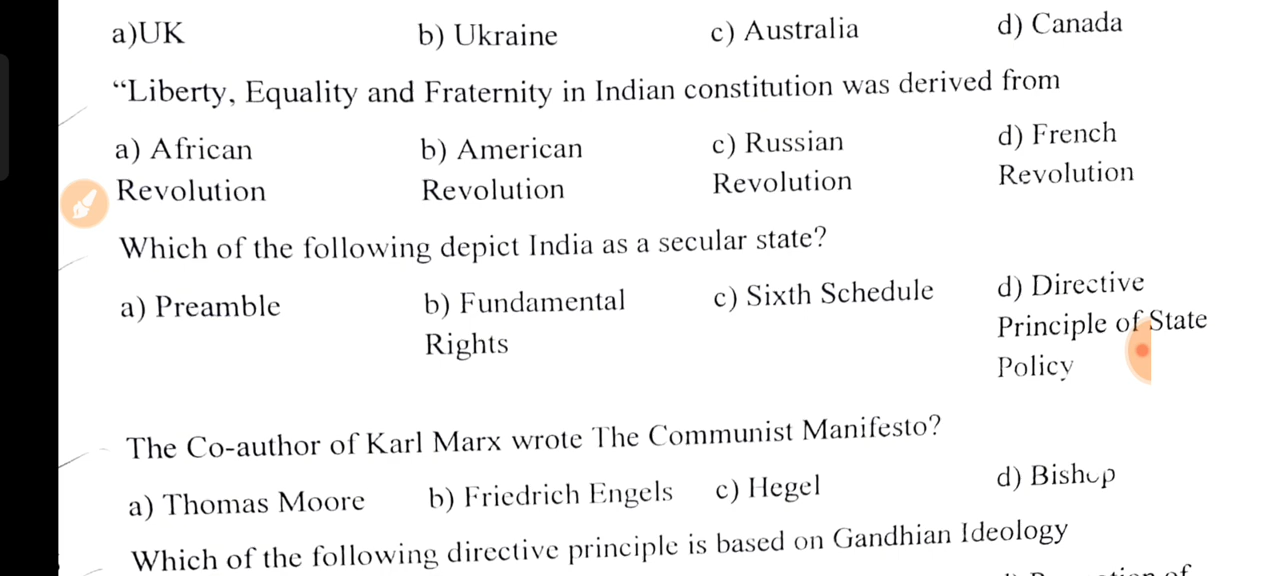 a)UK b) Ukraine c) Australia d) Canada
“Liberty, Equality and Fraternity in Indian constitution was derived from
a) African Revolution b) American Revolution c) Russian Revolution d) French Revolution
Which of the following depict India as a secular state?
a) Preamble b) Fundamental Rights c) Sixth Schedule d) Directive Principle of State Policy
The Co-author of Karl Marx wrote The Communist Manifesto?
a) Thomas Moore b) Friedrich Engels c) Hegel d) Bishop
Which of the following directive principle is based on Gandhian Ideology
of